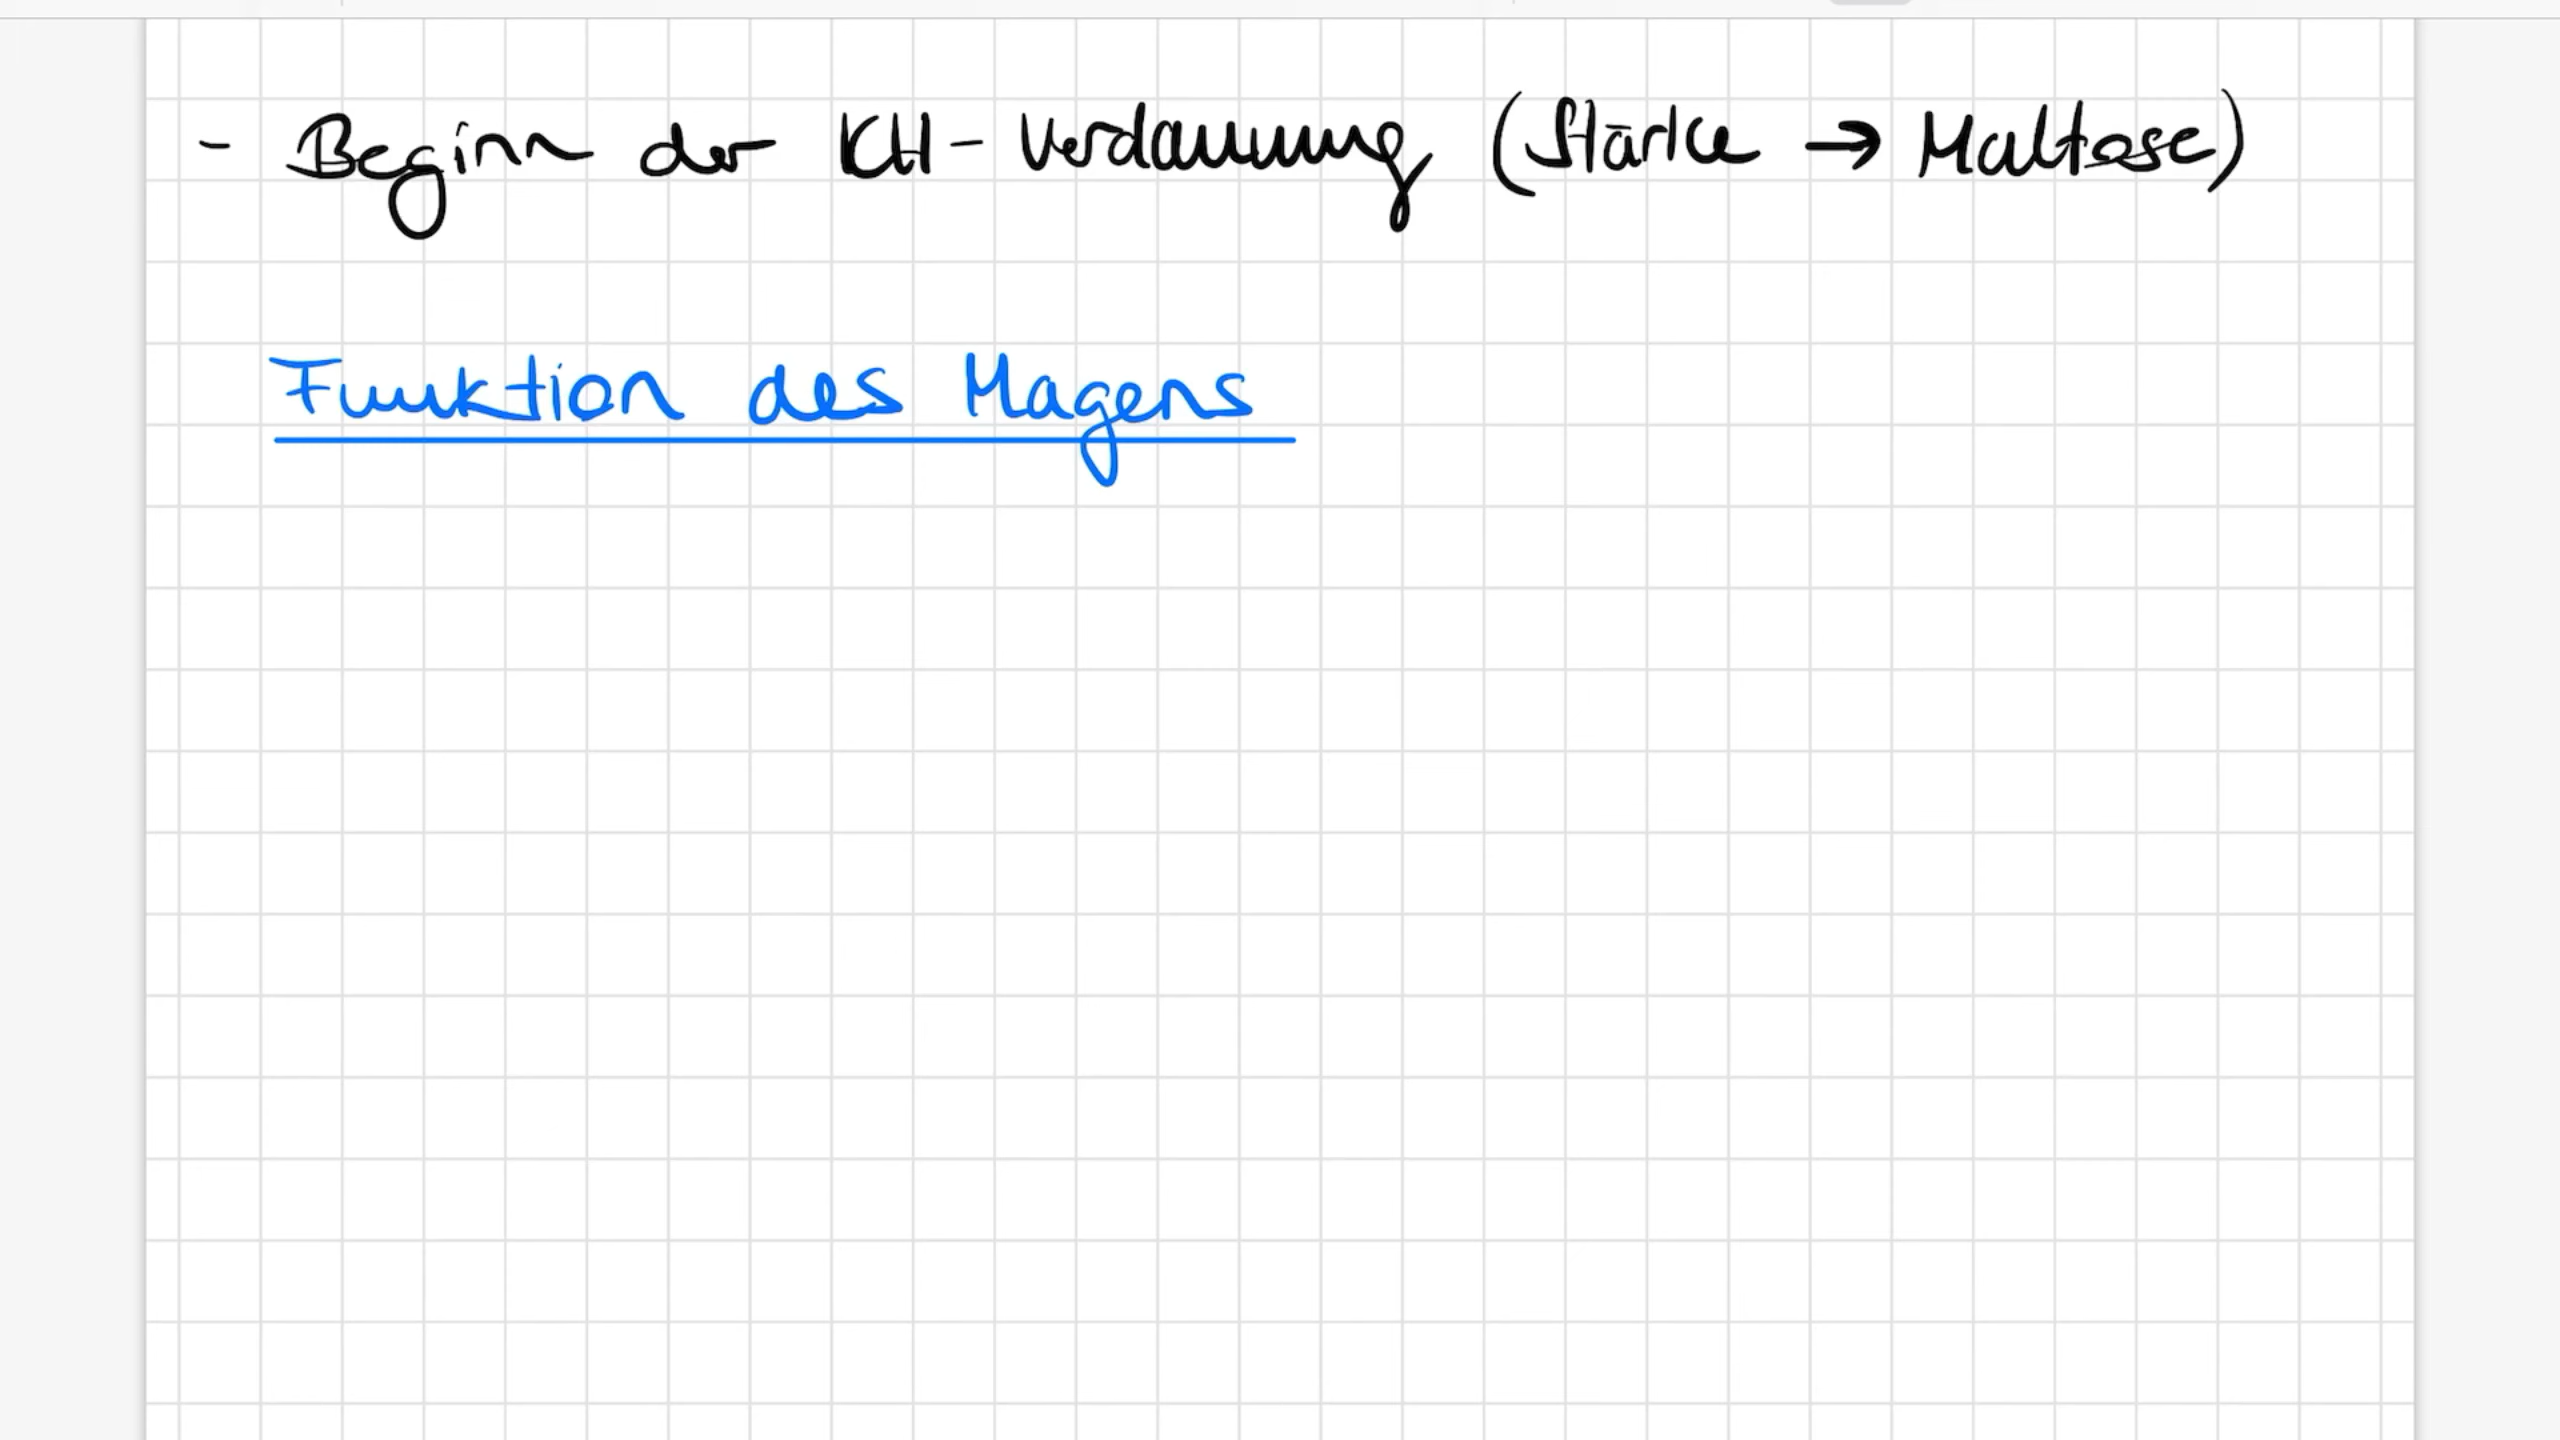 - Beginn der KH-Verdauung (Stärke → Maltose)
Funktion des Magens